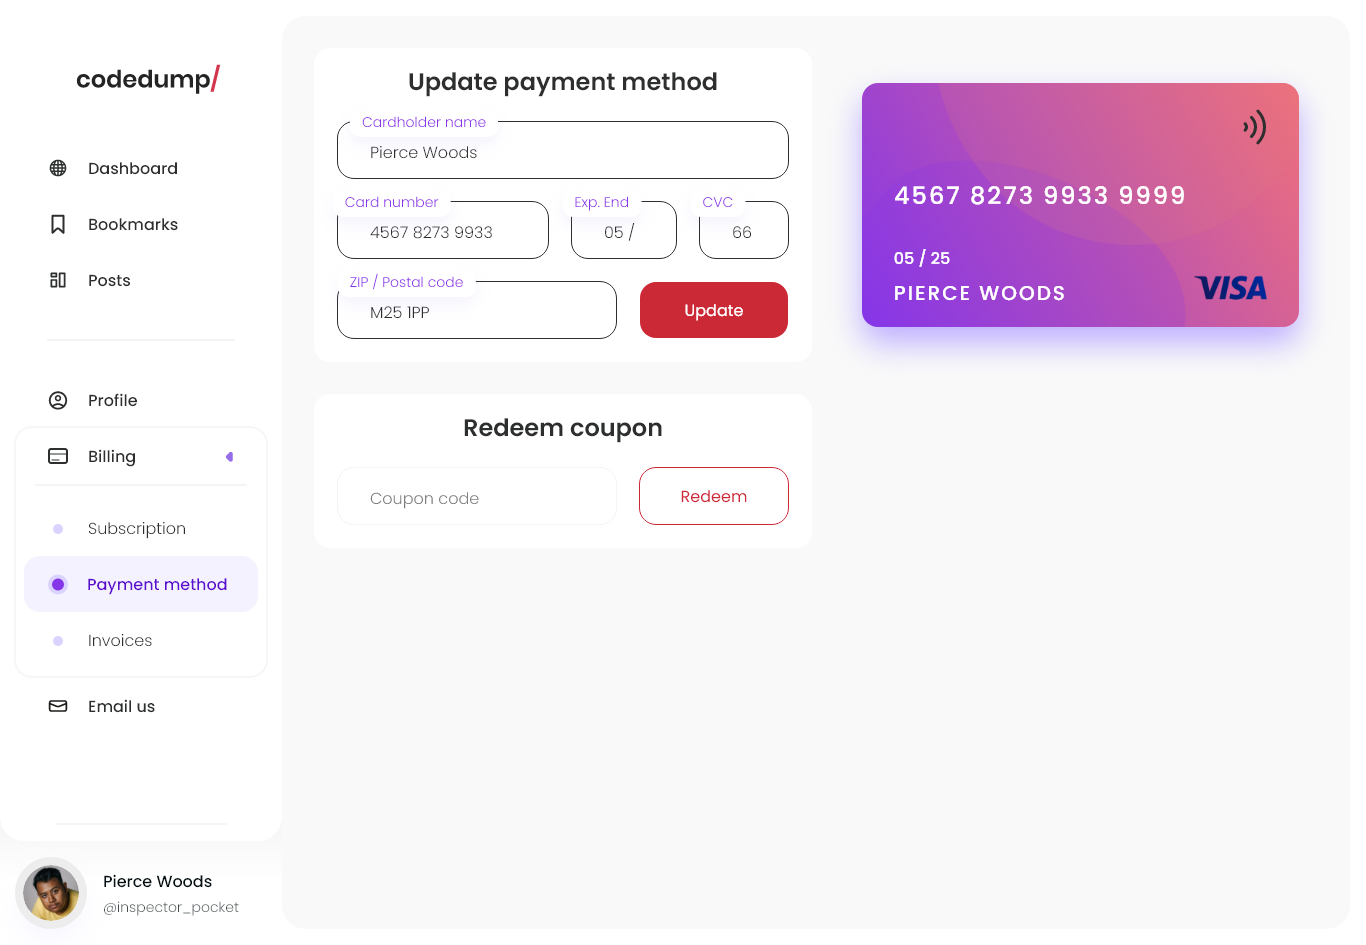 codedump/
Dashboard
Bookmarks
Posts
Profile
Billing
Subscription
Payment method
Invoices
Email us
Pierce Woods
@inspector_pocket
Update payment method
Cardholder name
Pierce Woods
Card number
4567 8273 9933
Exp. End
05 /
CVC
66
ZIP / Postal code
M25 1PP
Update
Redeem coupon
Coupon code
Redeem
4567 8273 9933 9999
05 / 25
PIERCE WOODS
VISA